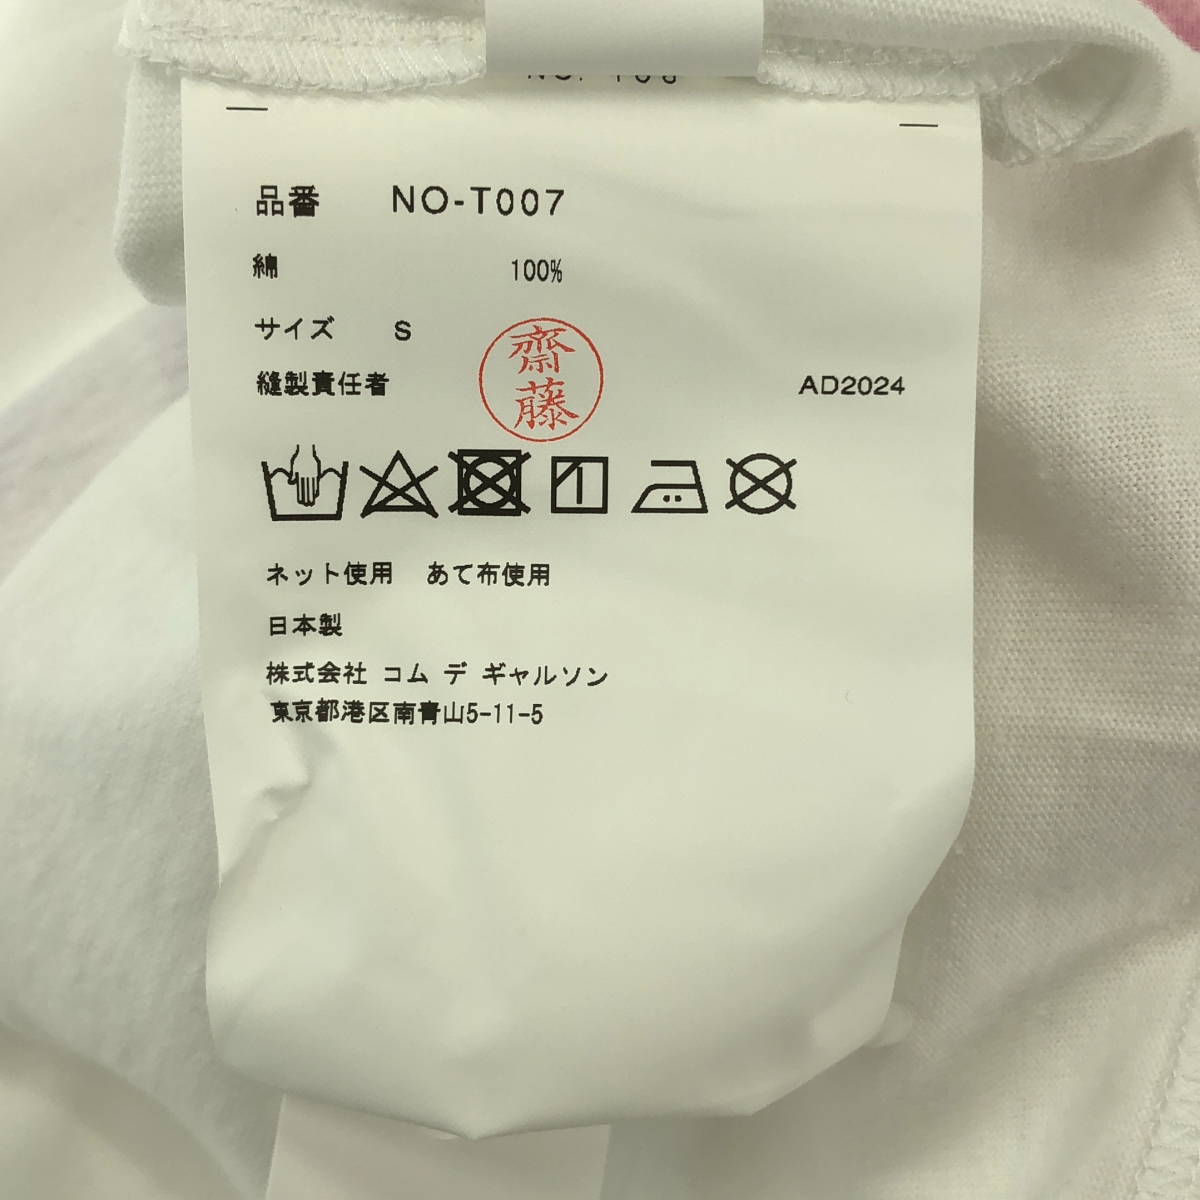 品番 NO-T007
綿 100%
サイズ S
齋藤
縫製責任者 AD2024
ネット使用 あて布使用
日本製
株式会社 コム デ ギャルソン
東京都港区南青山5-11-5